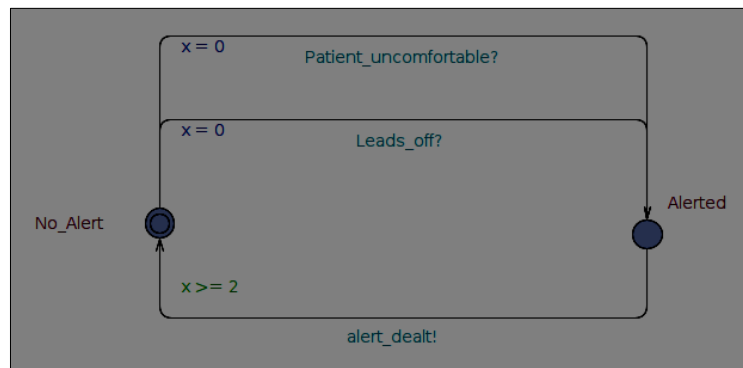 x = 0
Patient_uncomfortable?
x = 0
Leads_off?
Alerted
No_Alert
x >= 2
alert_dealt!